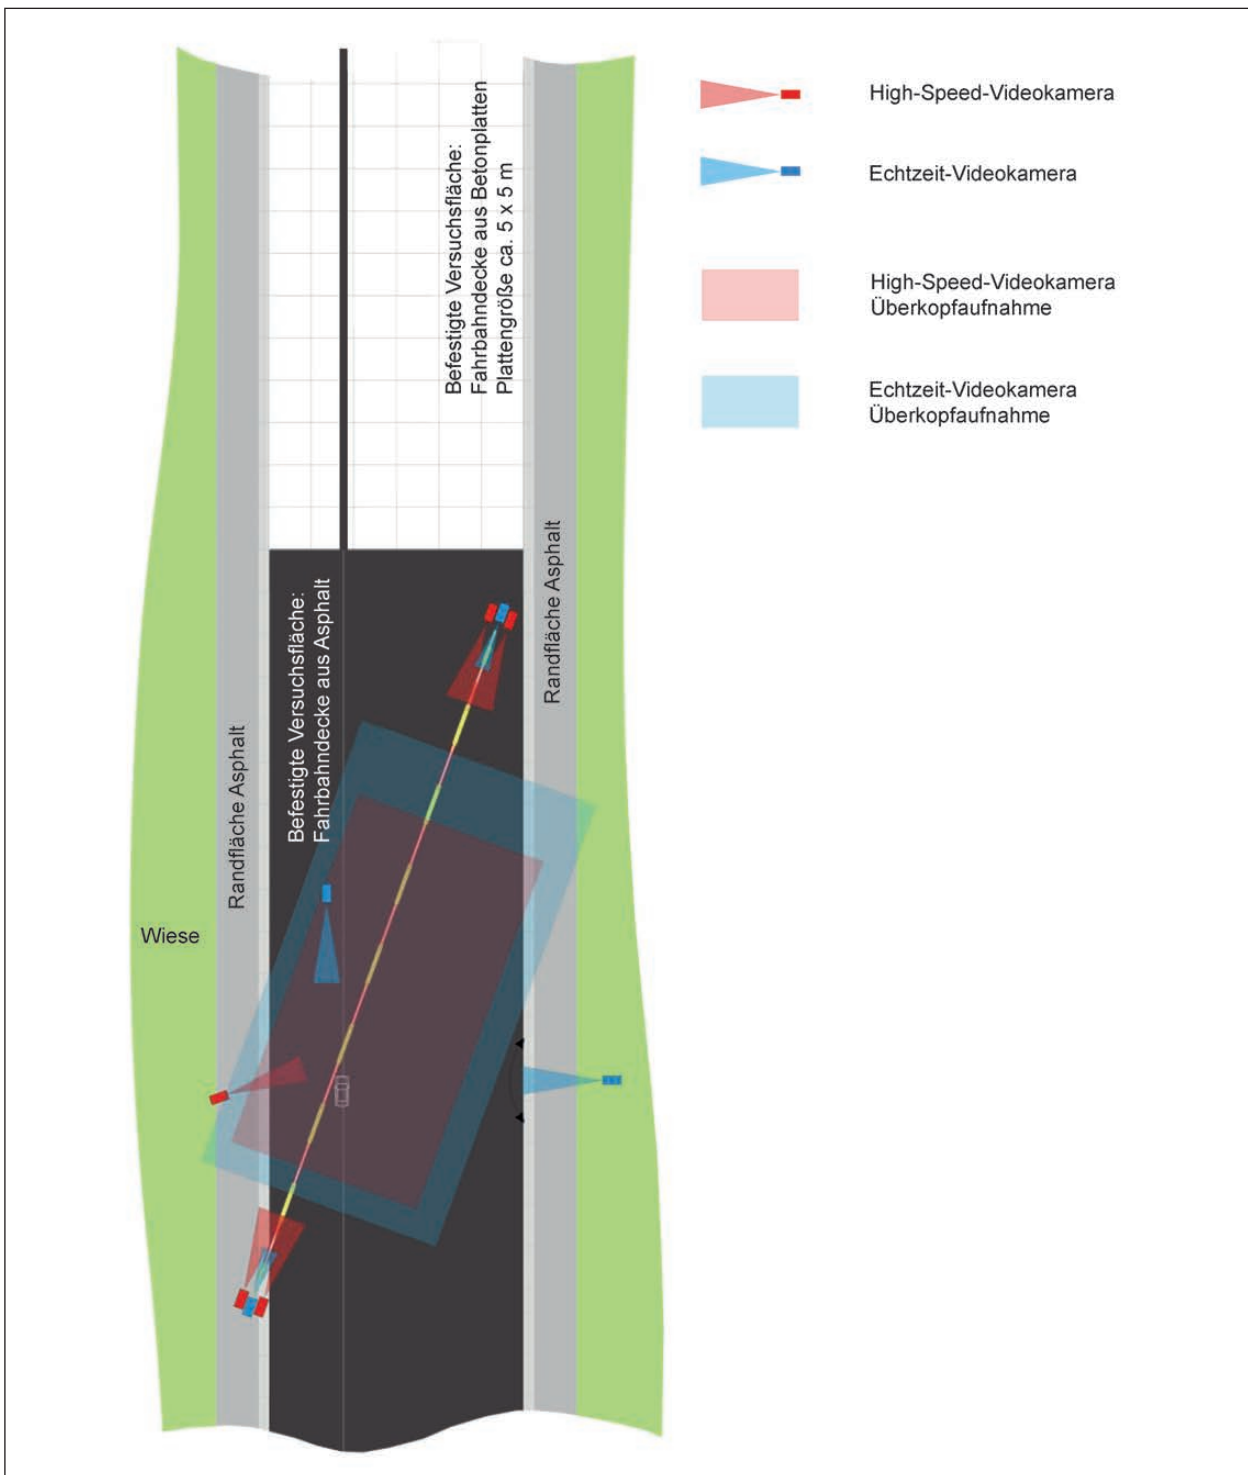 High-Speed-Videokamera
Echtzeit-Videokamera
High-Speed-Videokamera
Überkopfaufnahme
Echtzeit-Videokamera
Überkopfaufnahme
Befestigte Versuchsfläche:
Fahrbahndecke aus Betonplatten
Plattengröße ca. 5 x 5 m
Randfläche Asphalt
Befestigte Versuchsfläche:
Fahrbahndecke aus Asphalt
Randfläche Asphalt
Wiese